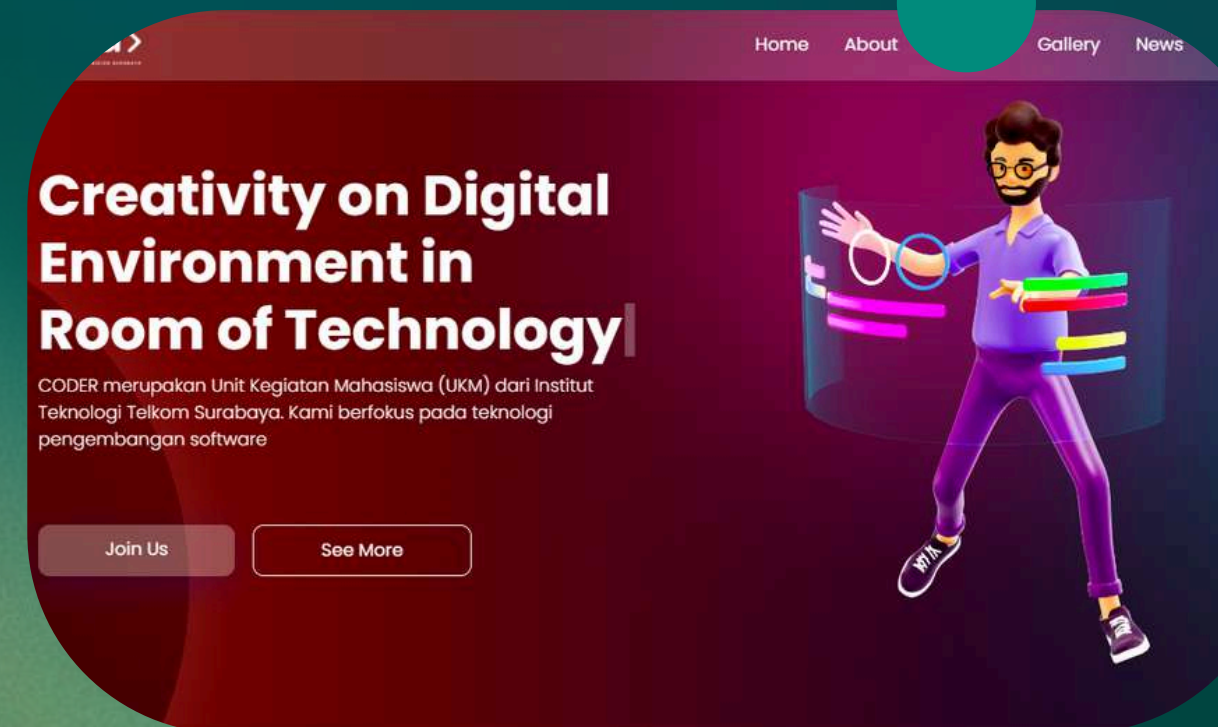 Home About Gallery News
Creativity on Digital
Environment in
Room of Technology
CODER merupakan Unit Kegiatan Mahasiswa (UKM) dari Institut
Teknologi Telkom Surabaya. Kami berfokus pada teknologi
pengembangan software
Join Us See More